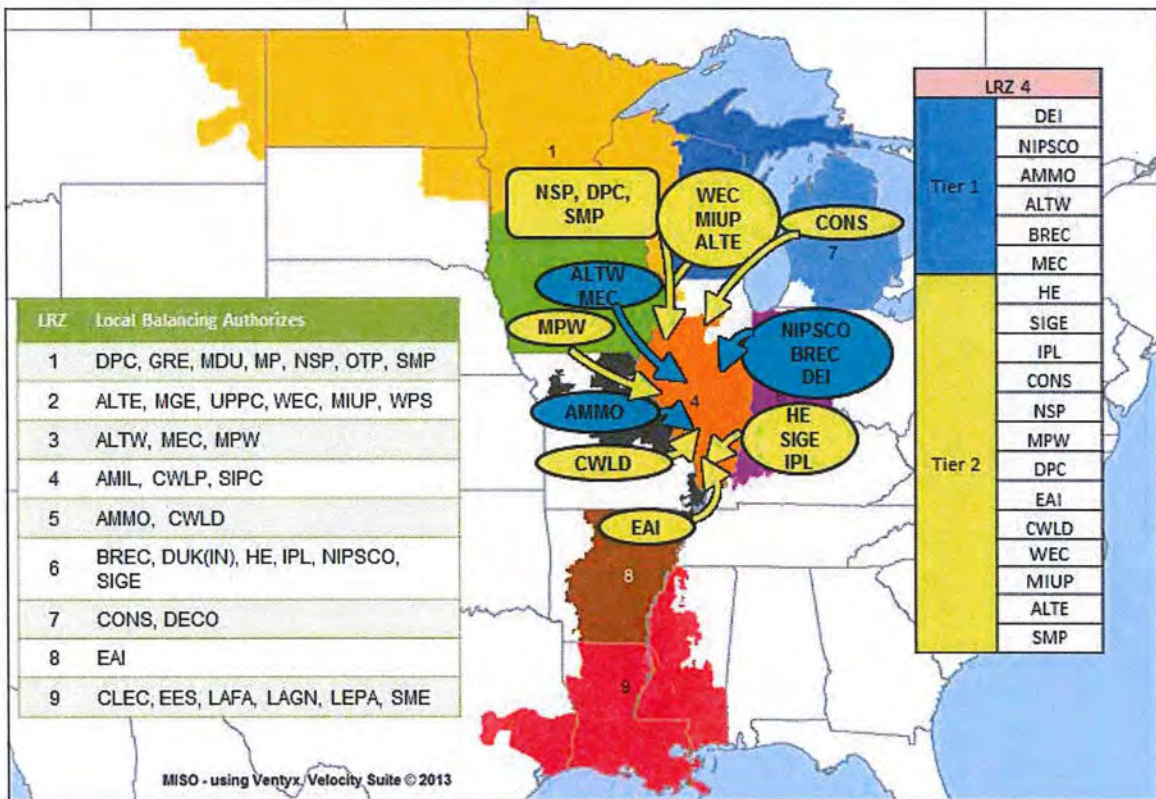 1
NSP, DPC,
SMP
WEC
MIUP
ALTE
CONS
7
ALTW
MEC
MPW
NIPSCO
BREC
DEI
4
AMMO
HE
SIGE
IPL
CWLD
EAI
8
9
LRZ Local Balancing Authorizes
1 DPC, GRE, MDU, MP, NSP, OTP, SMP
2 ALTE, MGE, UPPC, WEC, MIUP, WPS
3 ALTW, MEC, MPW
4 AMIL, CWLP, SIPC
5 AMMO, CWLD
6 BREC, DUK(IN), HE, IPL, NIPSCO,
SIGE
7 CONS, DECO
8 EAI
9 CLEC, EES, LAFA, LAGN, LEPA, SME
LRZ 4
Tier 1
DEI
NIPSCO
AMMO
ALTW
BREC
MEC
Tier 2
HE
SIGE
IPL
CONS
NSP
MPW
DPC
EAI
CWLD
WEC
MIUP
ALTE
SMP
MISO - using Ventyx, Velocity Suite © 2013